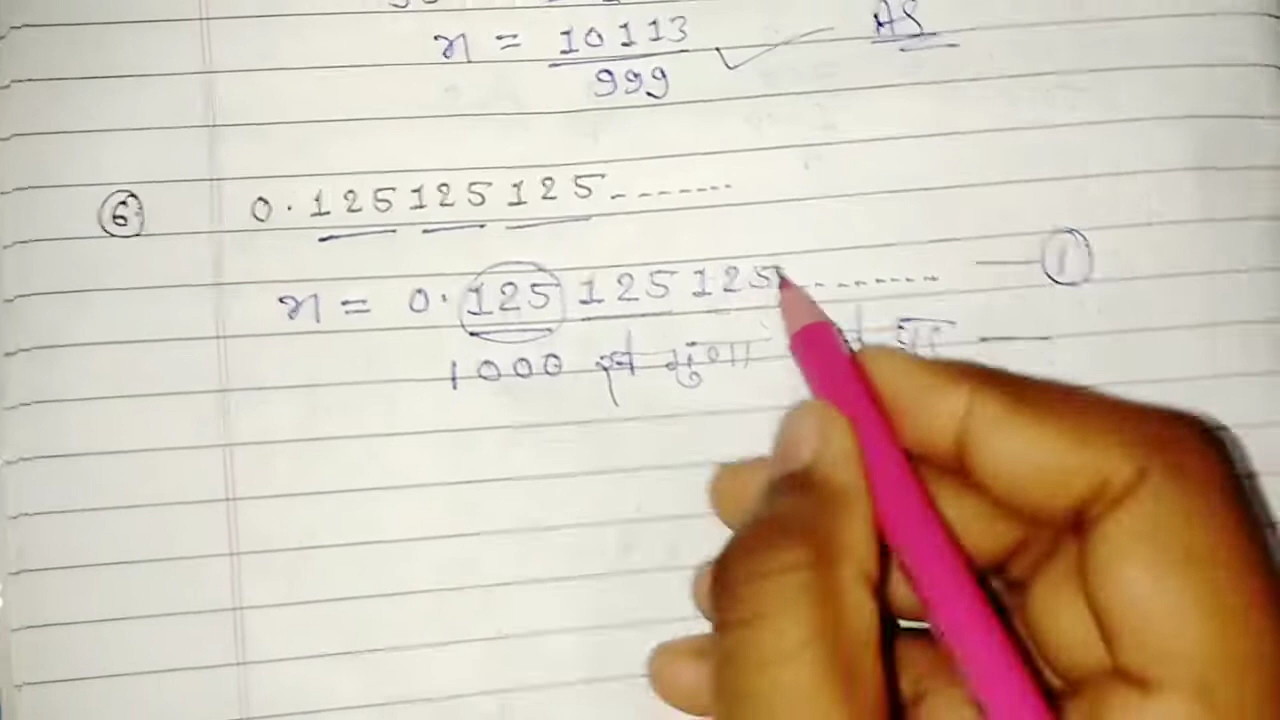 x = 10113 / 999 AS
⑥ 0.125125125.......
x = 0.125125125......... — ①
1000 से गुणा —